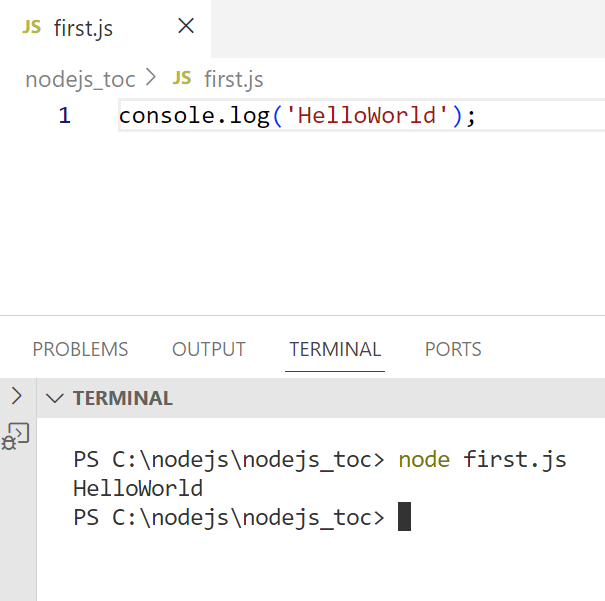 JS first.js
nodejs_toc > JS first.js
1 console.log('HelloWorld');
PROBLEMS OUTPUT TERMINAL PORTS
TERMINAL
PS C:\nodejs\nodejs_toc> node first.js
HelloWorld
PS C:\nodejs\nodejs_toc>